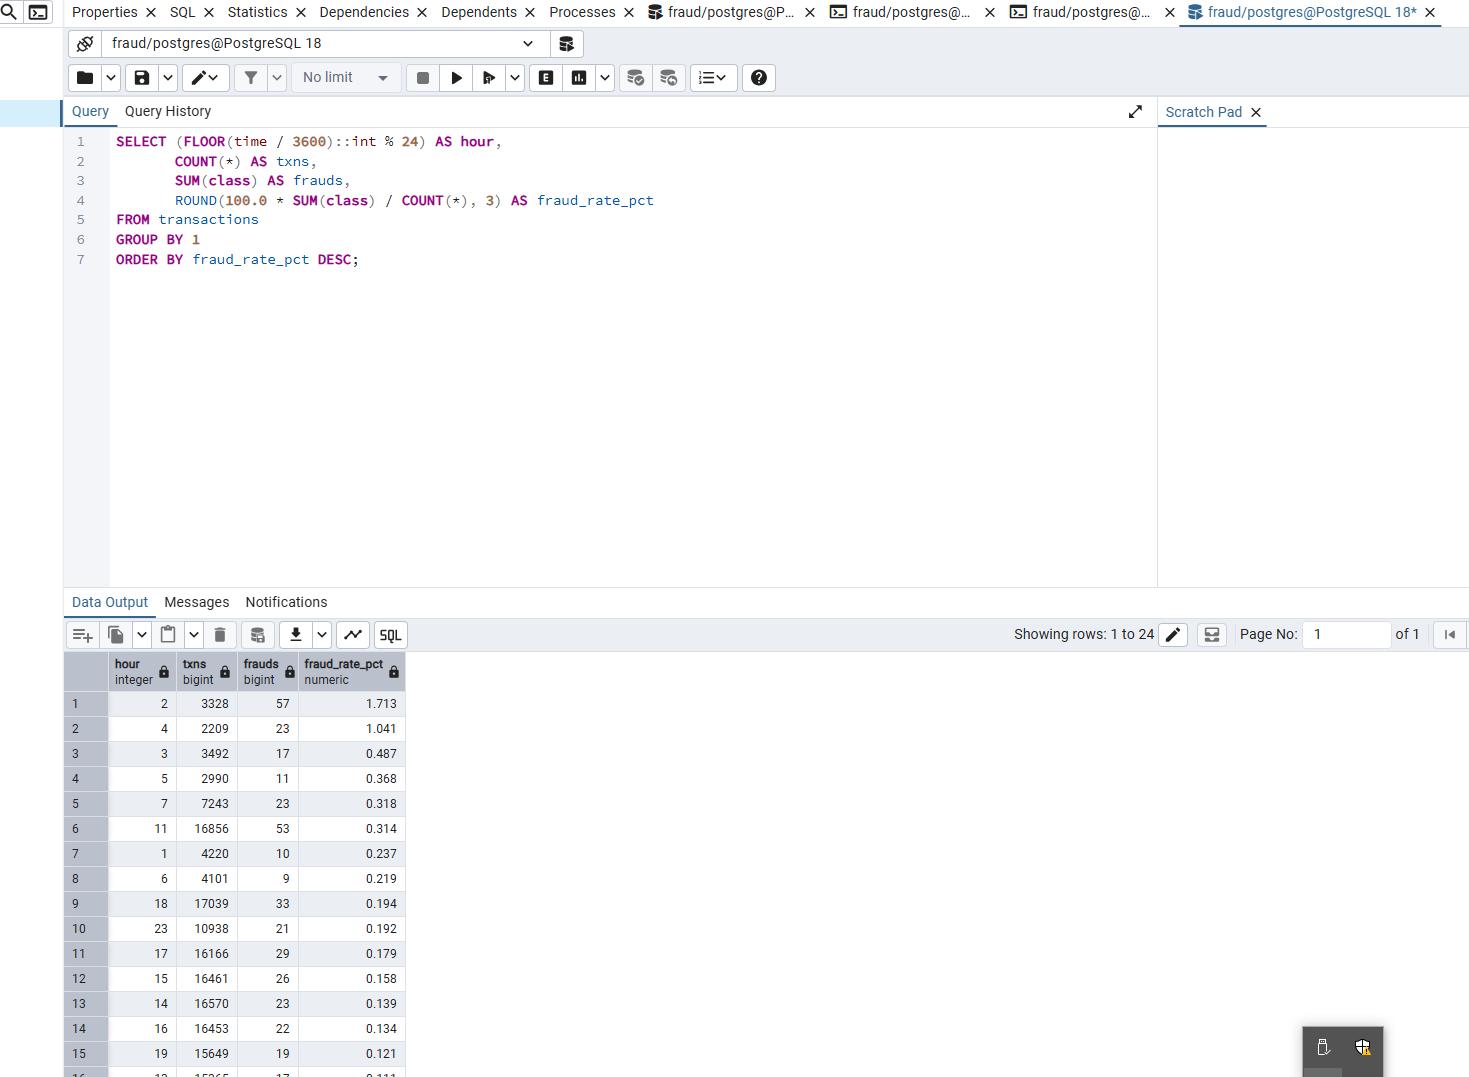 Properties SQL Statistics Dependencies Dependents Processes fraud/postgres@P... fraud/postgres@... fraud/postgres@... fraud/postgres@PostgreSQL 18*
fraud/postgres@PostgreSQL 18
No limit E
Query Query History Scratch Pad
1 SELECT (FLOOR(time / 3600)::int % 24) AS hour,
2 COUNT(*) AS txns,
3 SUM(class) AS frauds,
4 ROUND(100.0 * SUM(class) / COUNT(*), 3) AS fraud_rate_pct
5 FROM transactions
6 GROUP BY 1
7 ORDER BY fraud_rate_pct DESC;
Data Output Messages Notifications
SQL Showing rows: 1 to 24 Page No: 1 of 1
hour txns frauds fraud_rate_pct
integer bigint bigint numeric
1 2 3328 57 1.713
2 4 2209 23 1.041
3 3 3492 17 0.487
4 5 2990 11 0.368
5 7 7243 23 0.318
6 11 16856 53 0.314
7 1 4220 10 0.237
8 6 4101 9 0.219
9 18 17039 33 0.194
10 23 10938 21 0.192
11 17 16166 29 0.179
12 15 16461 26 0.158
13 14 16570 23 0.139
14 16 16453 22 0.134
15 19 15649 19 0.121